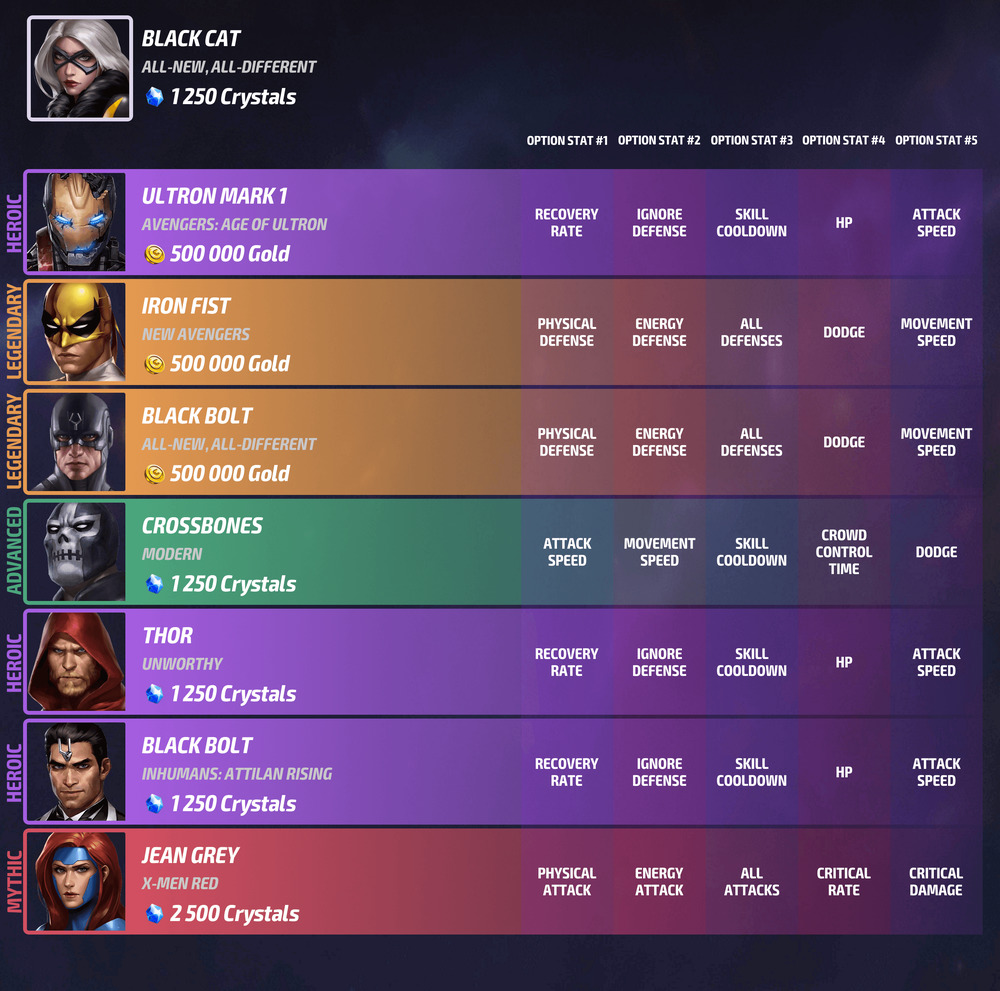 BLACK CAT
ALL-NEW, ALL-DIFFERENT
1 250 Crystals
OPTION STAT #1 OPTION STAT #2 OPTION STAT #3 OPTION STAT #4 OPTION STAT #5
HEROIC
ULTRON MARK 1
AVENGERS: AGE OF ULTRON
500 000 Gold
RECOVERY
RATE
IGNORE
DEFENSE
SKILL
COOLDOWN
HP
ATTACK
SPEED
LEGENDARY
IRON FIST
NEW AVENGERS
500 000 Gold
PHYSICAL
DEFENSE
ENERGY
DEFENSE
ALL
DEFENSES
DODGE
MOVEMENT
SPEED
LEGENDARY
BLACK BOLT
ALL-NEW, ALL-DIFFERENT
500 000 Gold
PHYSICAL
DEFENSE
ENERGY
DEFENSE
ALL
DEFENSES
DODGE
MOVEMENT
SPEED
ADVANCED
CROSSBONES
MODERN
1 250 Crystals
ATTACK
SPEED
MOVEMENT
SPEED
SKILL
COOLDOWN
CROWD
CONTROL
TIME
DODGE
HEROIC
THOR
UNWORTHY
1 250 Crystals
RECOVERY
RATE
IGNORE
DEFENSE
SKILL
COOLDOWN
HP
ATTACK
SPEED
HEROIC
BLACK BOLT
INHUMANS: ATTILAN RISING
1 250 Crystals
RECOVERY
RATE
IGNORE
DEFENSE
SKILL
COOLDOWN
HP
ATTACK
SPEED
MYTHIC
JEAN GREY
X-MEN RED
2 500 Crystals
PHYSICAL
ATTACK
ENERGY
ATTACK
ALL
ATTACKS
CRITICAL
RATE
CRITICAL
DAMAGE